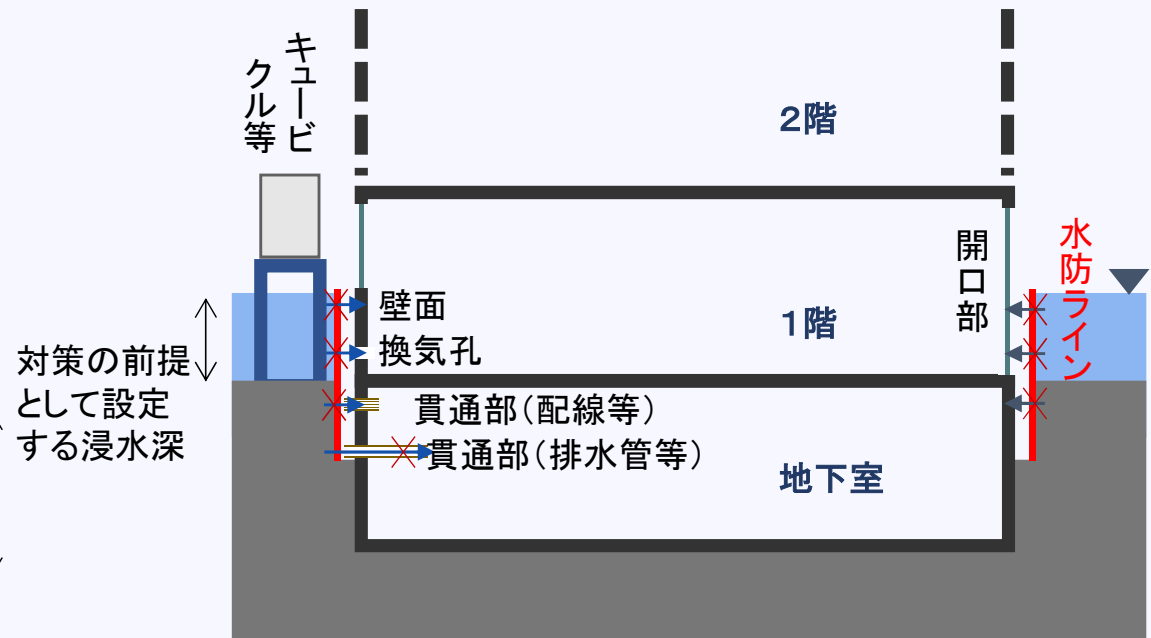 キュービ
クル等
2階
開口部
水防ライン
壁面
1階
換気孔
対策の前提
として設定
する浸水深
貫通部（配線等）
貫通部（排水管等）
地下室